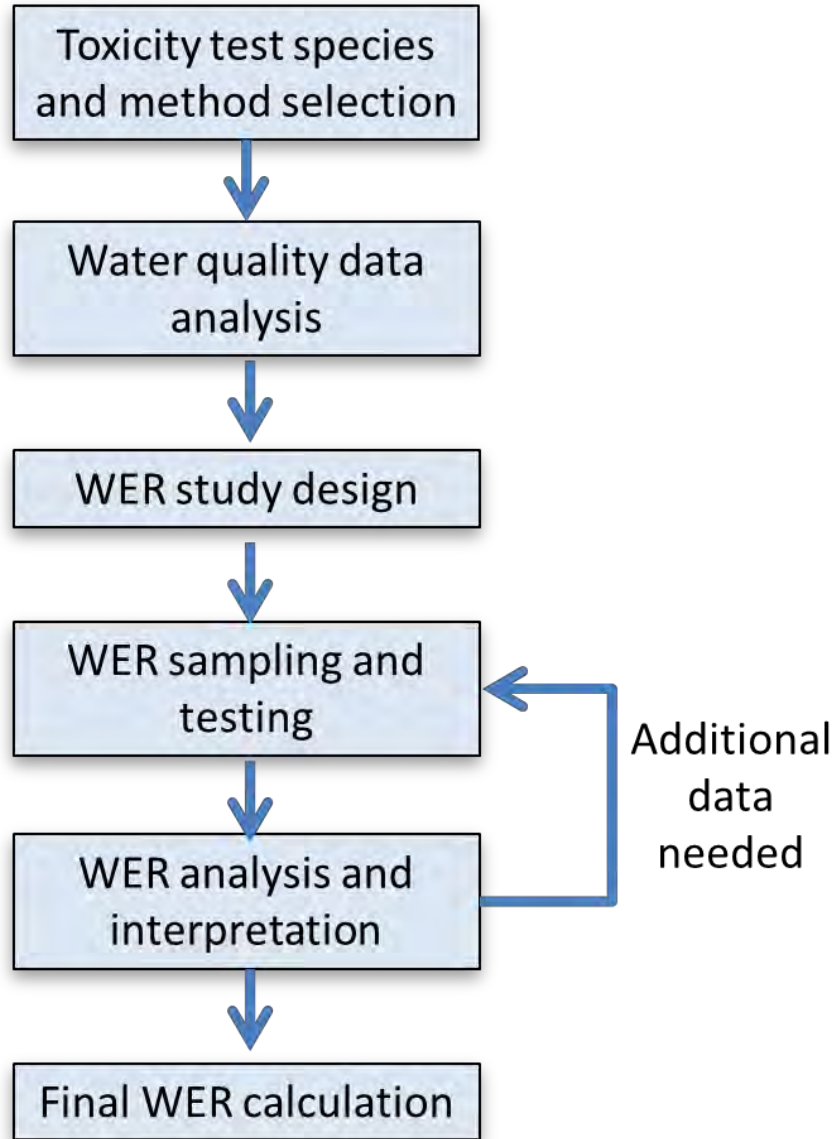 Toxicity test species
and method selection
Water quality data
analysis
WER study design
WER sampling and
testing
Additional
data
needed
WER analysis and
interpretation
Final WER calculation